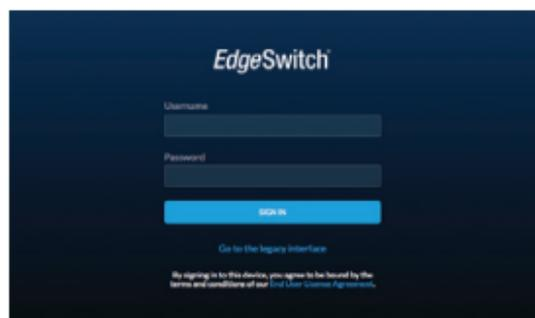 EdgeSwitch
Username
Password
SIGN IN
Go to the legacy interface
By signing in to this device, you agree to be bound by the
terms and conditions of our End User License Agreement.